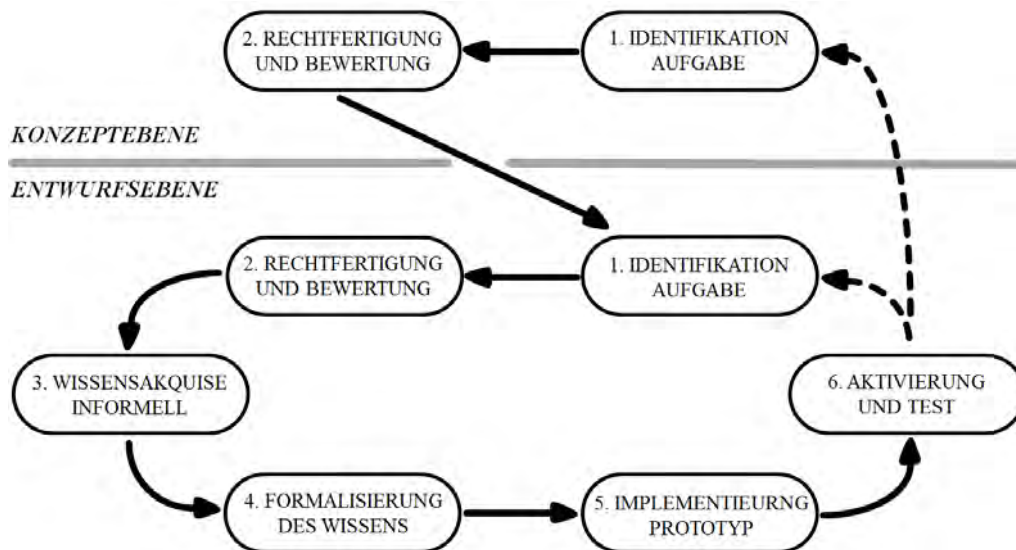 2. RECHTFERTIGUNG
UND BEWERTUNG
1. IDENTIFIKATION
AUFGABE
KONZEPTEBENE
ENTWURFSEBENE
2. RECHTFERTIGUNG
UND BEWERTUNG
1. IDENTIFIKATION
AUFGABE
3. WISSENSAKQUISE
INFORMELL
6. AKTIVIERUNG
UND TEST
4. FORMALISIERUNG
DES WISSENS
5. IMPLEMENTIEURNG
PROTOTYP